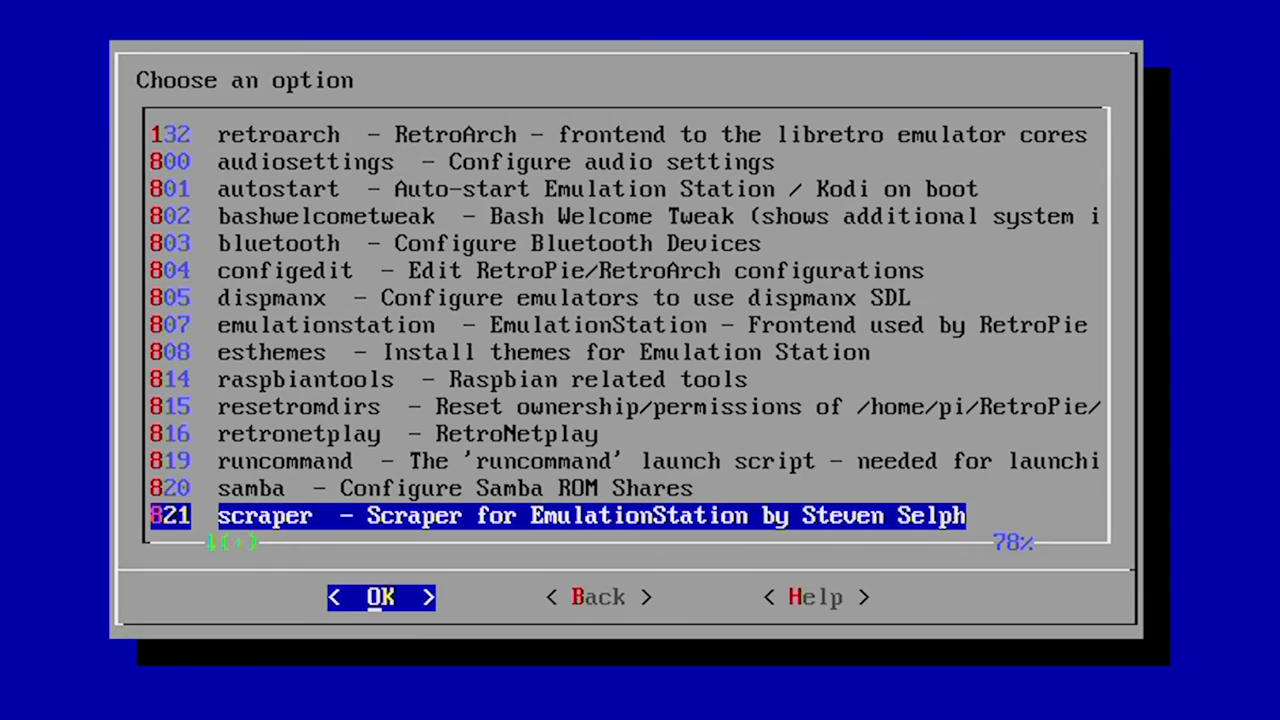 Choose an option
132 retroarch - RetroArch - frontend to the libretro emulator cores
800 audiosettings - Configure audio settings
801 autostart - Auto-start Emulation Station / Kodi on boot
802 bashwelcometweak - Bash Welcome Tweak (shows additional system i
803 bluetooth - Configure Bluetooth Devices
804 configedit - Edit RetroPie/RetroArch configurations
805 dispmanx - Configure emulators to use dispmanx SDL
807 emulationstation - EmulationStation - Frontend used by RetroPie
808 esthemes - Install themes for Emulation Station
814 raspbiantools - Raspbian related tools
815 resetromdirs - Reset ownership/permissions of /home/pi/RetroPie/
816 retronetplay - RetroNetplay
819 runcommand - The 'runcommand' launch script - needed for launchi
820 samba - Configure Samba ROM Shares
821 scraper - Scraper for EmulationStation by Steven Selph
↓(+) 78%
< OK > < Back > < Help >